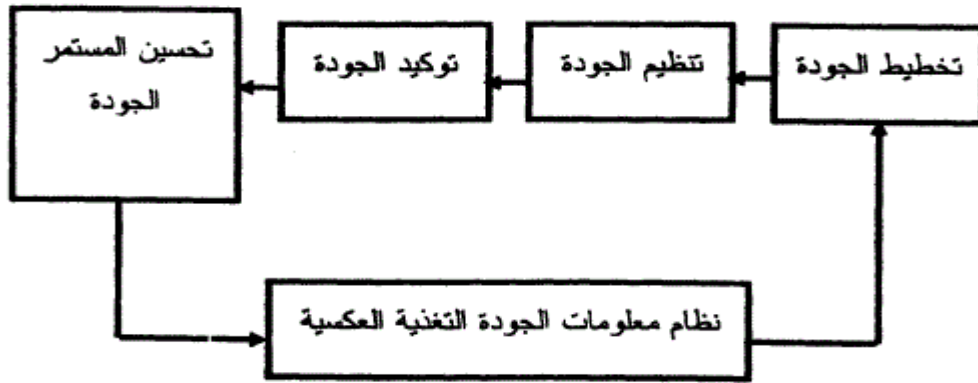 تخطيط الجودة
تنظيم الجودة
توكيد الجودة
تحسين المستمر
الجودة
نظام معلومات الجودة التغذية العكسية